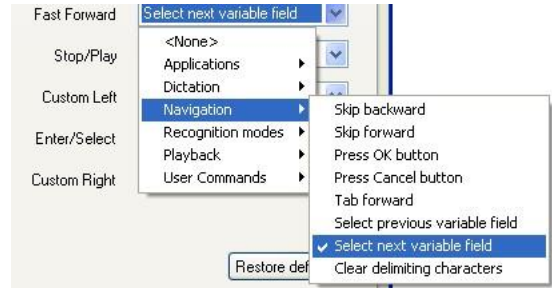 Fast Forward
Select next variable field
Stop/Play
Custom Left
Enter/Select
Custom Right
<None>
Applications
Dictation
Navigation
Recognition modes
Playback
User Commands
Skip backward
Skip forward
Press OK button
Press Cancel button
Tab forward
Select previous variable field
Select next variable field
Clear delimiting characters
Restore def